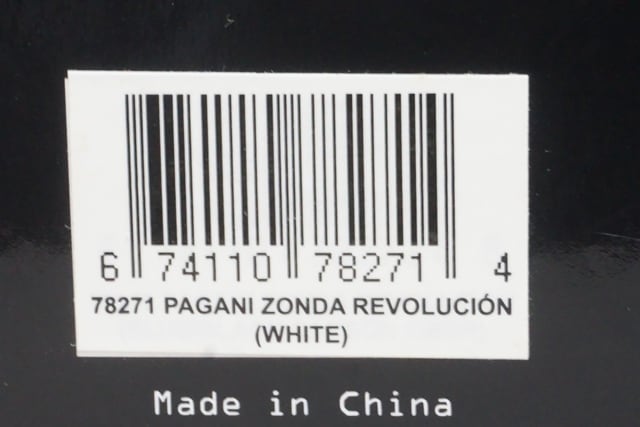 6 74110 78271 4
78271 PAGANI ZONDA REVOLUCIÓN
(WHITE)
Made in China